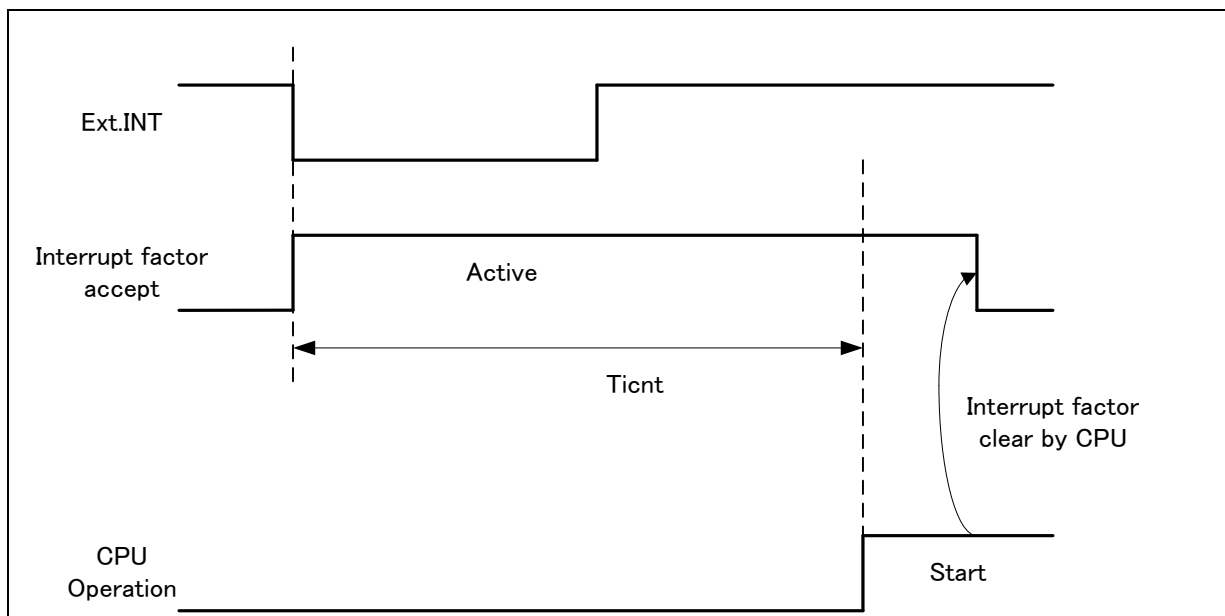 Ext.INT
Interrupt factor
accept
Active
Ticnt
Interrupt factor
clear by CPU
CPU
Operation
Start